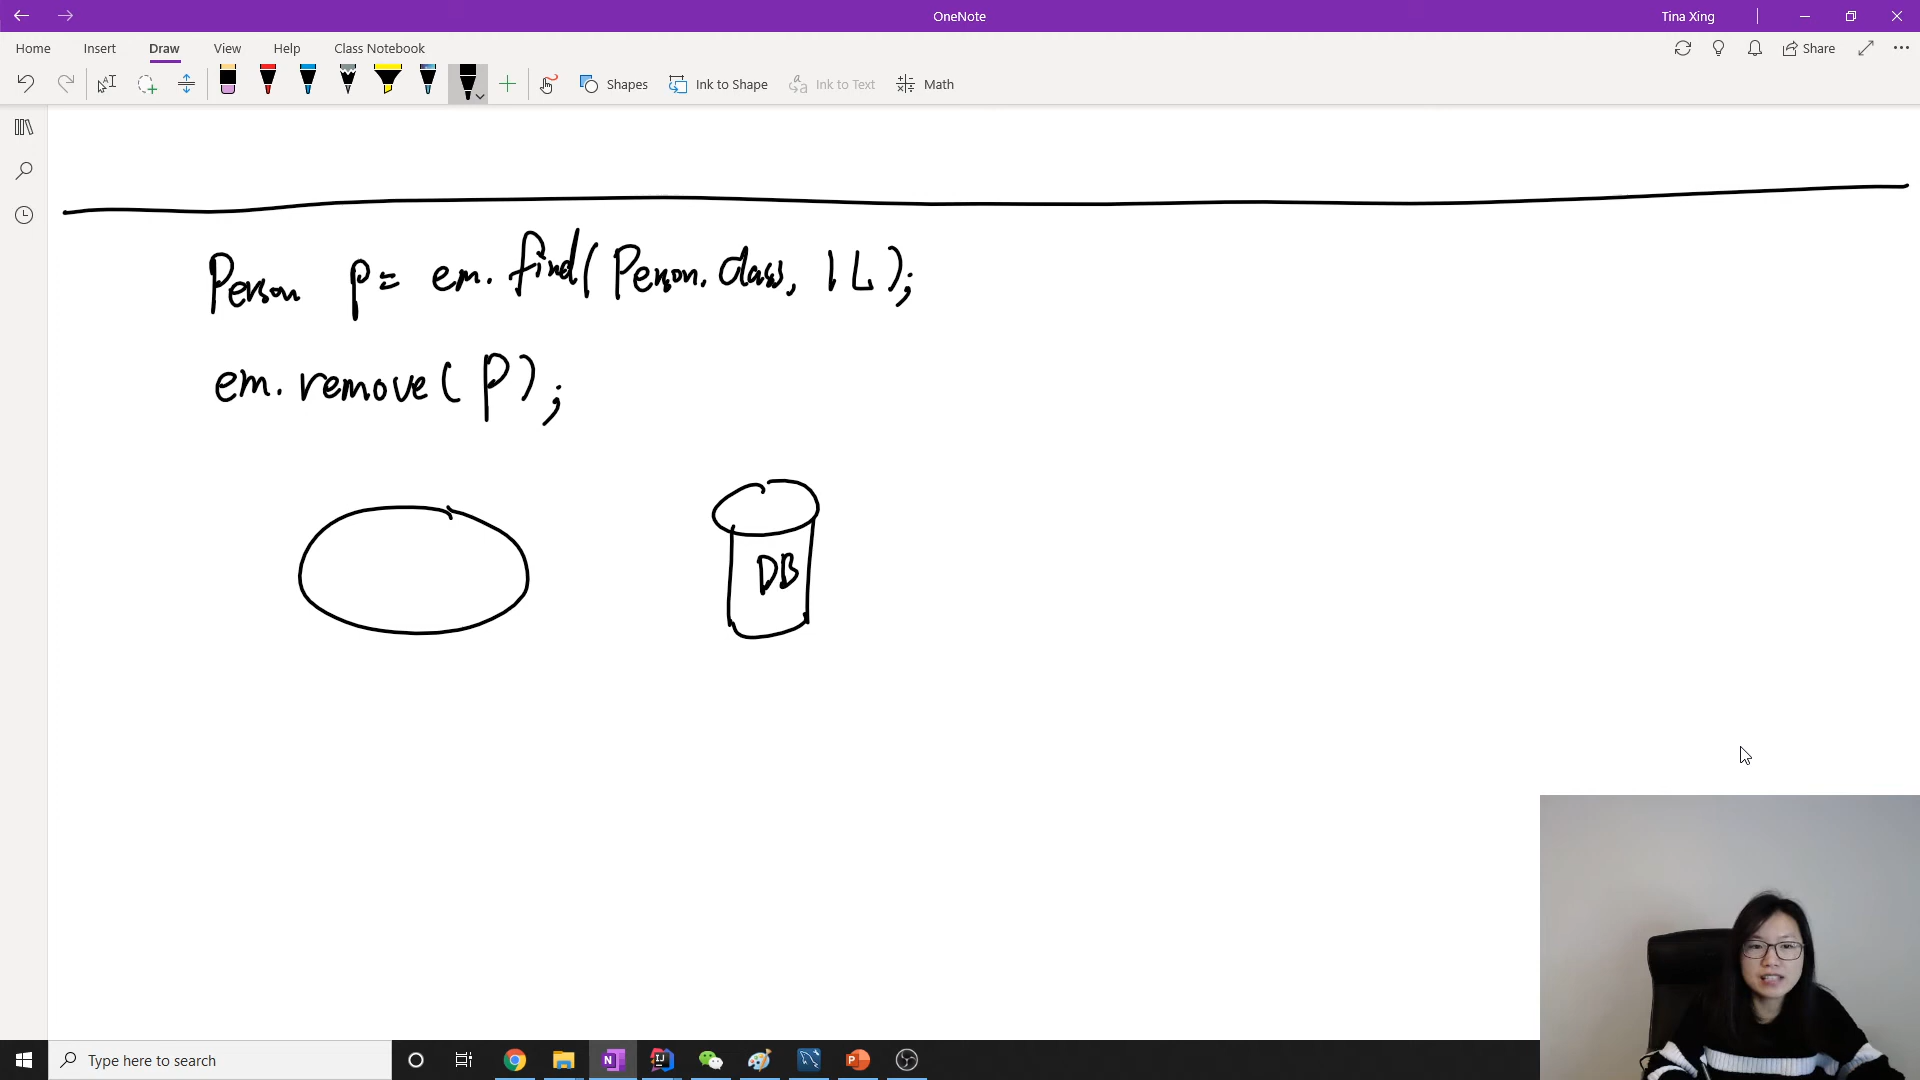 OneNote
Tina Xing
Home Insert Draw View Help Class Notebook
Share
Shapes Ink to Shape Ink to Text Math
Person p = em.find(Person.class, 1L);
em.remove(p);
DB
Type here to search